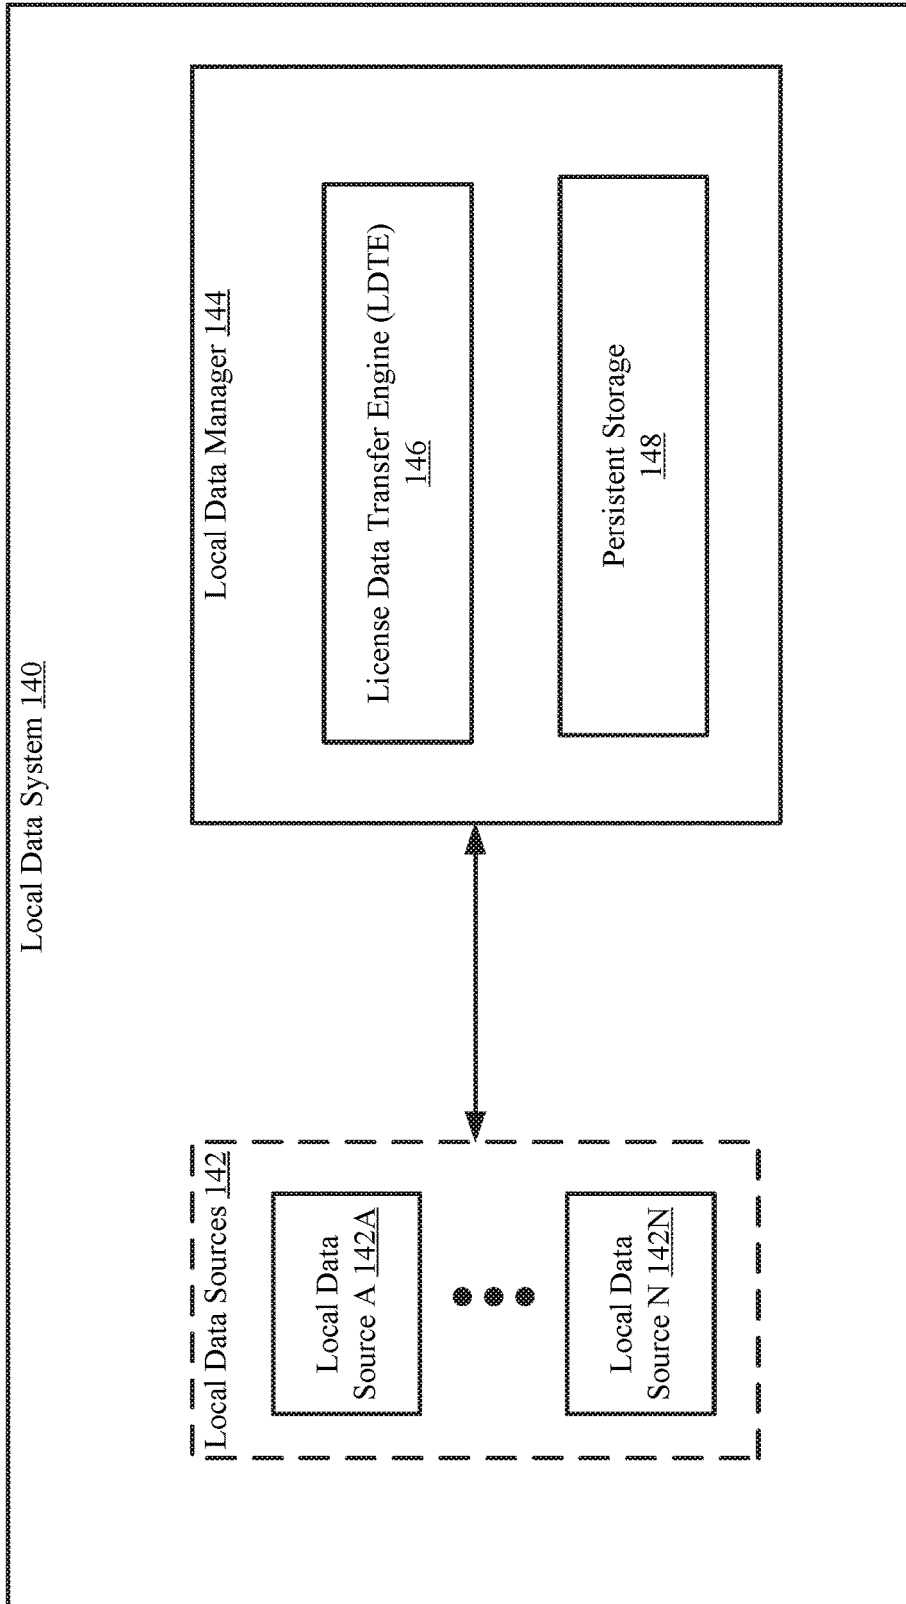 Local Data System 140
Local Data Sources 142
Local Data
Source A 142A
Local Data
Source N 142N
Local Data Manager 144
License Data Transfer Engine (LDTE)
146
Persistent Storage
148